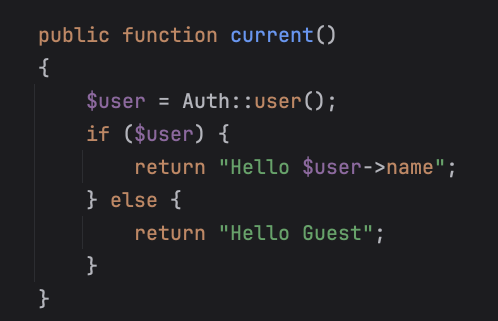 public function current()
{
    $user = Auth::user();
    if ($user) {
        return "Hello $user->name";
    } else {
        return "Hello Guest";
    }
}